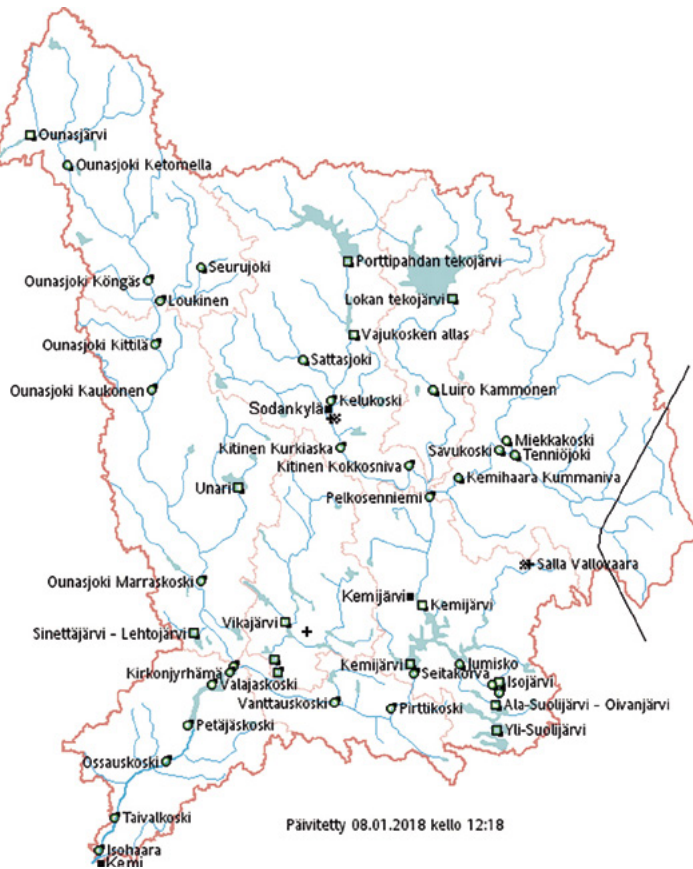 Ounasjärvi
Ounasjoki Ketomella
Porttipahdan tekojärvi
Seurujoki
Ounasjoki Köngäs
Loukinen
Lokan tekojärvi
Vajukosken allas
Ounasjoki Kittilä
Sattasjoki
Ounasjoki Kaukonen
Luiro Kammonen
Kelukoski
Sodankylä
Miekkakoski
Kitinen Kurkiaska
Savukoski
Tenniöjoki
Kitinen Kokkosniva
Kemihaara Kummaniva
Unari
Pelkosenniemi
Salla Vallovaara
Ounasjoki Marraskoski
Kemijärvi
Kemijärvi
Vikajärvi
Sinettäjärvi - Lehtojärvi
Kemijärvi
Jumisko
Kirkonjyrhämä
Seitakorva
Isojärvi
Valajaskoski
Vanttauskoski
Pirttikoski
Ala-Suolijärvi - Oivanjärvi
Petäjäskoski
Yli-Suolijärvi
Ossauskoski
Taivalkoski
Päivitetty 08.01.2018 kello 12:18
Isohaara
Kemi